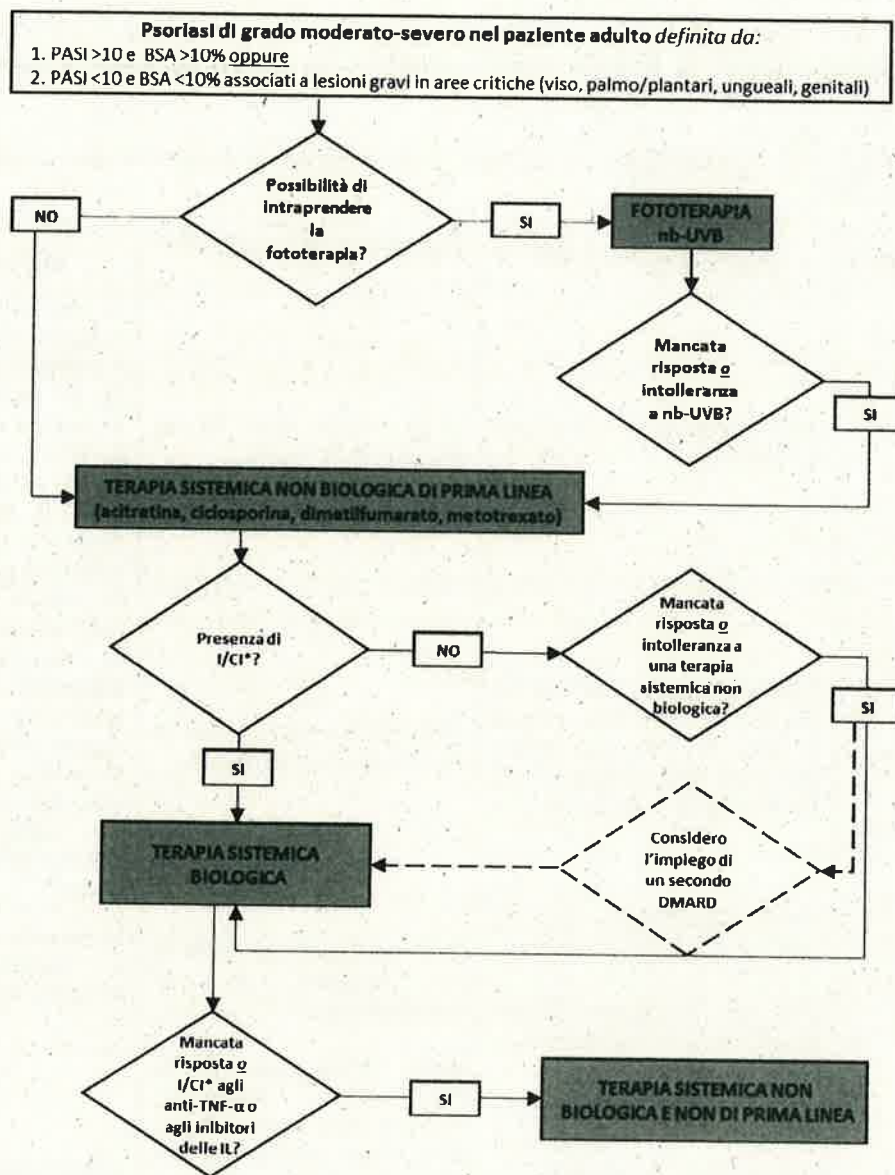 Psoriasi di grado moderato-severo nel paziente adulto definita da:
1. PASI >10 e BSA >10% oppure
2. PASI <10 e BSA <10% associati a lesioni gravi in aree critiche (viso, palmo/plantari, ungueali, genitali)
Possibilità di
intraprendere
la
fototerapia?
NO
SI
FOTOTERAPIA
nb-UVB
Mancata
risposta o
intolleranza
a nb-UVB?
SI
TERAPIA SISTEMICA NON BIOLOGICA DI PRIMA LINEA
(acitretina, ciclosporina, dimetilfumarato, metotrexato)
Presenza di
I/CI*?
NO
Mancata
risposta o
intolleranza a
una terapia
sistemica non
biologica?
SI
SI
TERAPIA SISTEMICA
BIOLOGICA
Considero
l'impiego di
un secondo
DMARD
Mancata
risposta o
I/CI* agli
anti-TNF-α o
agli inibitori
delle IL?
SI
TERAPIA SISTEMICA NON
BIOLOGICA E NON DI PRIMA LINEA